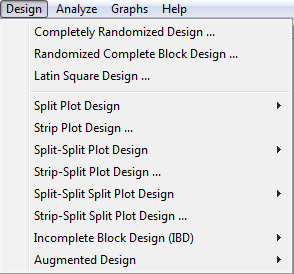 Design Analyze Graphs Help
Completely Randomized Design ...
Randomized Complete Block Design ...
Latin Square Design ...
Split Plot Design
Strip Plot Design ...
Split-Split Plot Design
Strip-Split Plot Design ...
Split-Split Split Plot Design
Strip-Split Split Plot Design ...
Incomplete Block Design (IBD)
Augmented Design